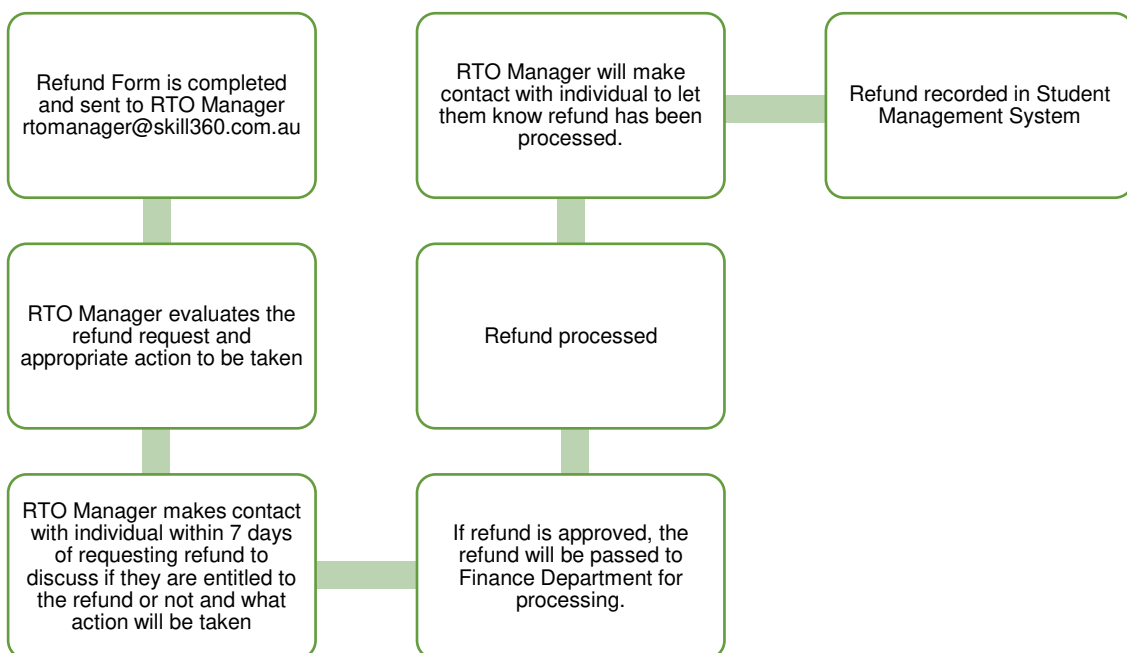 Refund Form is completed
and sent to RTO Manager
rtomanager@skill360.com.au
RTO Manager evaluates the
refund request and
appropriate action to be taken
RTO Manager makes contact
with individual within 7 days
of requesting refund to
discuss if they are entitled to
the refund or not and what
action will be taken
If refund is approved, the
refund will be passed to
Finance Department for
processing.
Refund processed
RTO Manager will make
contact with individual to let
them know refund has been
processed.
Refund recorded in Student
Management System